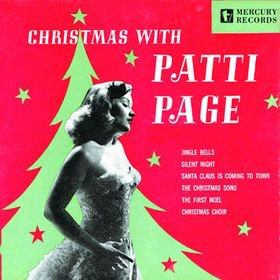 MERCURY
RECORDS
CHRISTMAS WITH
PATTI
PAGE
JINGLE BELLS
SILENT NIGHT
SANTA CLAUS IS COMING TO TOWN
THE CHRISTMAS SONG
THE FIRST NOEL
CHRISTMAS CHOIR